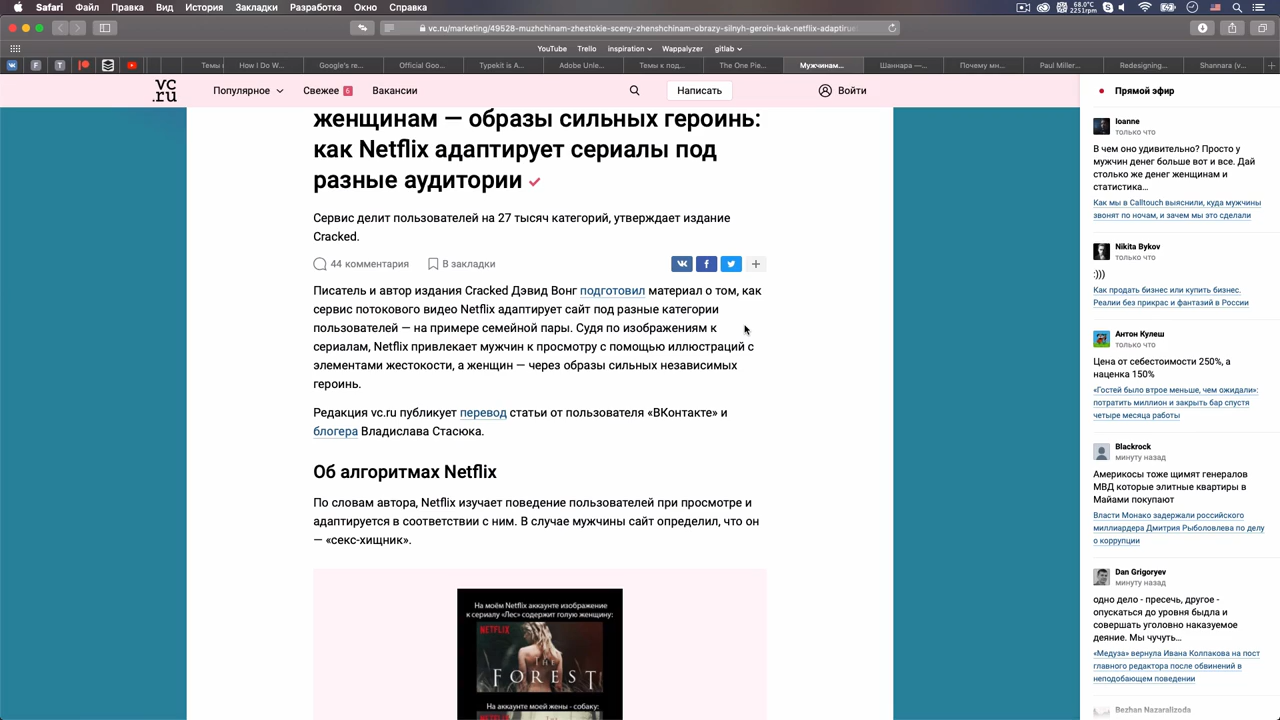 Safari Файл Правка Вид История Закладки Разработка Окно Справка
68.0°C
2251rpm
vc.ru/marketing/49528-muzhchinam-zhestokie-sceny-zhenshchinam-obrazy-silnyh-geroin-kak-netflix-adaptirue
YouTube Trello inspiration Wappalyzer gitlab
Темы How I Do W... Google's re... Official Goo... Typekit is A... Adobe Unle... Темы к под... The One Pie... Мужчинам... Шаннара —... Почему мн... Paul Miller... Redesigning... Shannara (v...
vc
.ru
Популярное Свежее 6 Вакансии Написать Войти
женщинам — образы сильных героинь:
как Netflix адаптирует сериалы под
разные аудитории
Сервис делит пользователей на 27 тысяч категорий, утверждает издание
Cracked.
44 комментария В закладки
Писатель и автор издания Cracked Дэвид Вонг подготовил материал о том, как
сервис потокового видео Netflix адаптирует сайт под разные категории
пользователей — на примере семейной пары. Судя по изображениям к
сериалам, Netflix привлекает мужчин к просмотру с помощью иллюстраций с
элементами жестокости, а женщин — через образы сильных независимых
героинь.
Редакция vc.ru публикует перевод статьи от пользователя «ВКонтакте» и
блогера Владислава Стасюка.
Об алгоритмах Netflix
По словам автора, Netflix изучает поведение пользователей при просмотре и
адаптируется в соответствии с ним. В случае мужчины сайт определил, что он
— «секс-хищник».
На моём Netflix аккаунте изображение
к сериалу «Лес» содержит голую женщину:
NETFLIX
THE
FOREST
На аккаунте моей жены - собаку:
NETFLIX
Прямой эфир
Ioanne
только что
В чем оно удивительно? Просто у
мужчин денег больше вот и все. Дай
столько же денег женщинам и
статистика...
Как мы в Calltouch выяснили, куда мужчины
звонят по ночам, и зачем мы это сделали
Nikita Bykov
только что
:)))
Как продать бизнес или купить бизнес.
Реалии без прикрас и фантазий в России
Антон Кулеш
только что
Цена от себестоимости 250%, а
наценка 150%
«Гостей было втрое меньше, чем ожидали»:
потратить миллион и закрыть бар спустя
четыре месяца работы
Blackrock
минуту назад
Америкосы тоже щимят генералов
МВД которые элитные квартиры в
Майами покупают
Власти Монако задержали российского
миллиардера Дмитрия Рыболовлева по делу
о коррупции
Dan Grigoryev
минуту назад
одно дело - пресечь, другое -
опускаться до уровня быдла и
совершать уголовно наказуемое
деяние. Мы чучуть...
«Медуза» вернула Ивана Колпакова на пост
главного редактора после обвинений в
неподобающем поведении
Bezhan Nazaralizoda